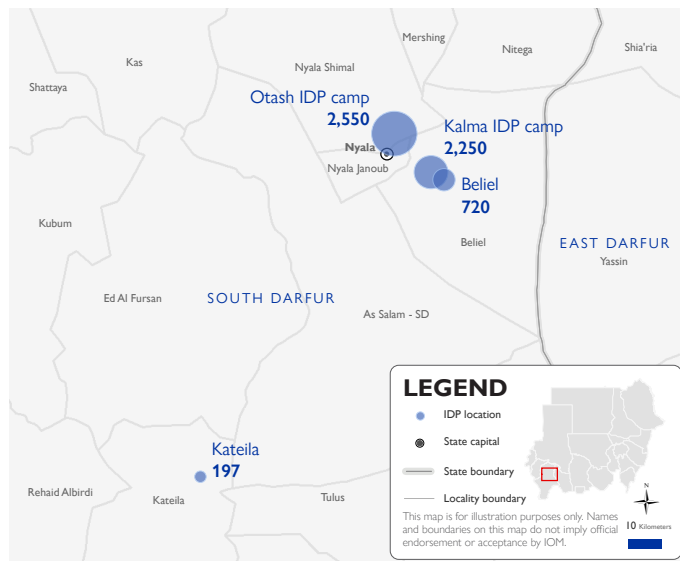 Mershing
Nitega
Shia'ria
Kas
Nyala Shimal
Shattaya
Otash IDP camp
2,550
Kalma IDP camp
2,250
Nyala
Nyala Janoub
Beliel
720
Kubum
Beliel
EAST DARFUR
Yassin
Ed Al Fursan
SOUTH DARFUR
As Salam - SD
LEGEND
IDP location
State capital
State boundary
Locality boundary
This map is for illustration purposes only. Names
and boundaries on this map do not imply official
endorsement or acceptance by IOM.
N
10 Kilometers
Kateila
197
Rehaid Albirdi
Kateila
Tulus